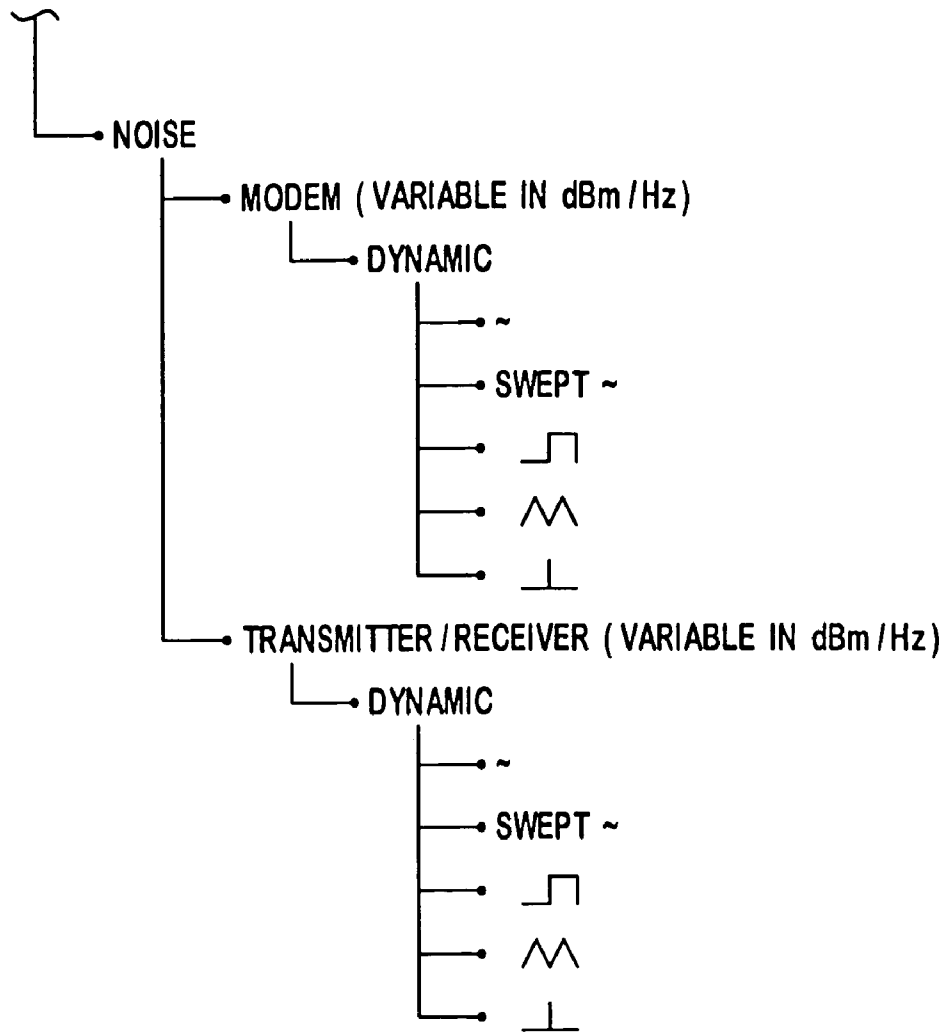 NOISE
MODEM (VARIABLE IN dBm/Hz)
DYNAMIC
~
SWEPT ~
TRANSMITTER/RECEIVER (VARIABLE IN dBm/Hz)
DYNAMIC
~
SWEPT ~